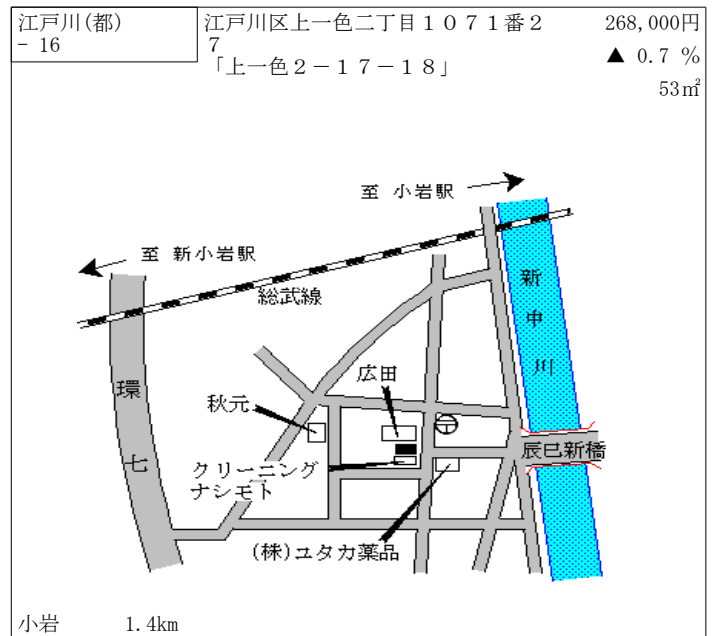 江戸川(都)
- 16
江戸川区上一色二丁目１０７１番２
７
「上一色２－１７－１８」
268,000円
▲ 0.7 %
53㎡
至 小岩駅
至 新小岩駅
総武線
新中川
環七
広田
秋元
〒
辰巳新橋
クリーニング
ナシモト
(株)ユタカ薬品
小岩 1.4km